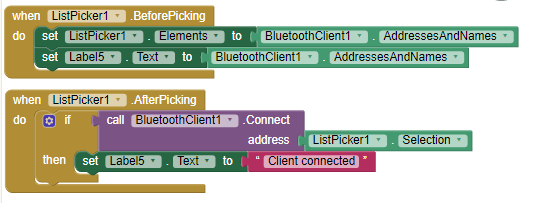 when ListPicker1 .BeforePicking
do set ListPicker1 . Elements to BluetoothClient1 . AddressesAndNames
set Label5 . Text to BluetoothClient1 . AddressesAndNames
when ListPicker1 .AfterPicking
do if call BluetoothClient1 .Connect
address ListPicker1 . Selection
then set Label5 . Text to " Client connected "